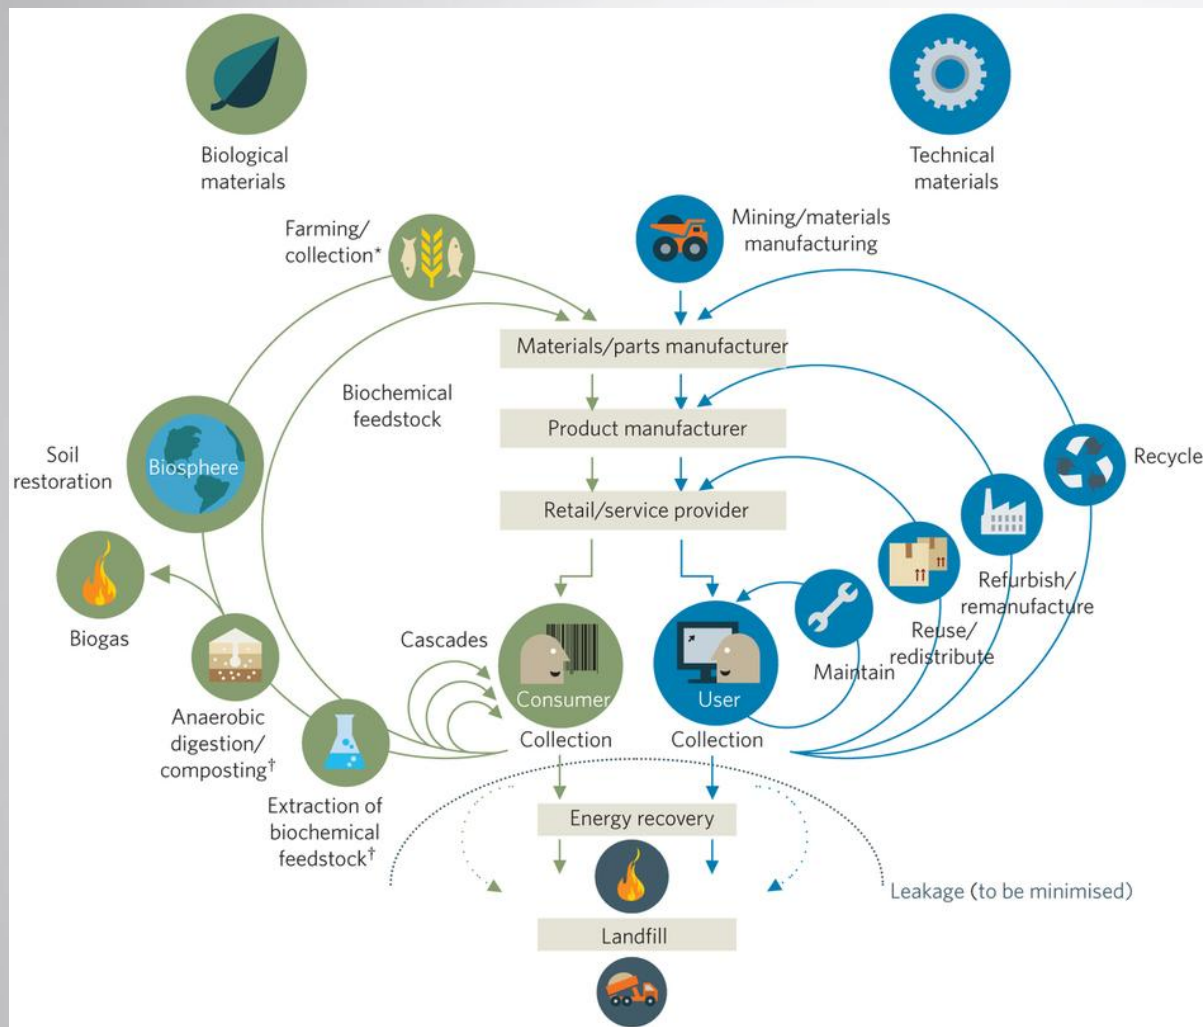 Biological
materials
Technical
materials
Farming/
collection*
Mining/materials
manufacturing
Materials/parts manufacturer
Biochemical
feedstock
Product manufacturer
Soil
restoration
Biosphere
Recycle
Retail/service provider
Biogas
Refurbish/
remanufacture
Reuse/
redistribute
Cascades
Maintain
Consumer
User
Anaerobic
digestion/
composting†
Collection
Collection
Extraction of
biochemical
feedstock†
Energy recovery
Leakage (to be minimised)
Landfill